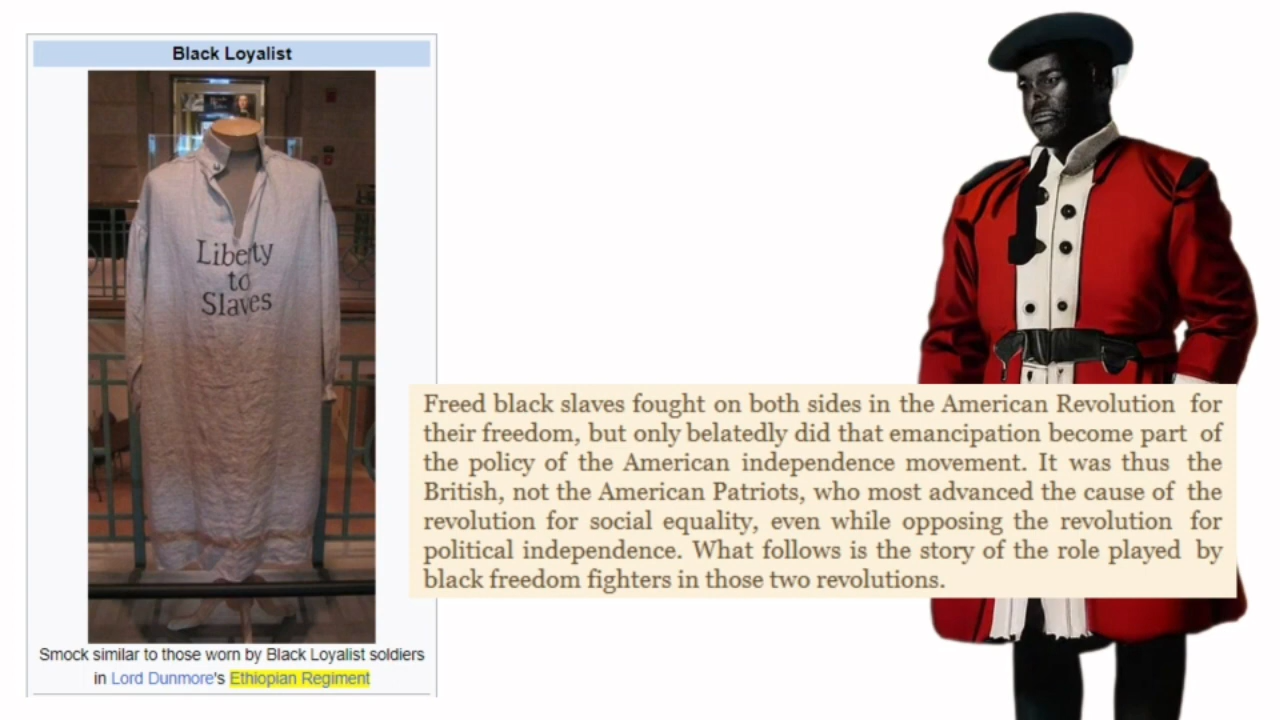 Black Loyalist
Liberty
to
Slaves
Smock similar to those worn by Black Loyalist soldiers
in Lord Dunmore's Ethiopian Regiment
Freed black slaves fought on both sides in the American Revolution for
their freedom, but only belatedly did that emancipation become part of
the policy of the American independence movement. It was thus the
British, not the American Patriots, who most advanced the cause of the
revolution for social equality, even while opposing the revolution for
political independence. What follows is the story of the role played by
black freedom fighters in those two revolutions.